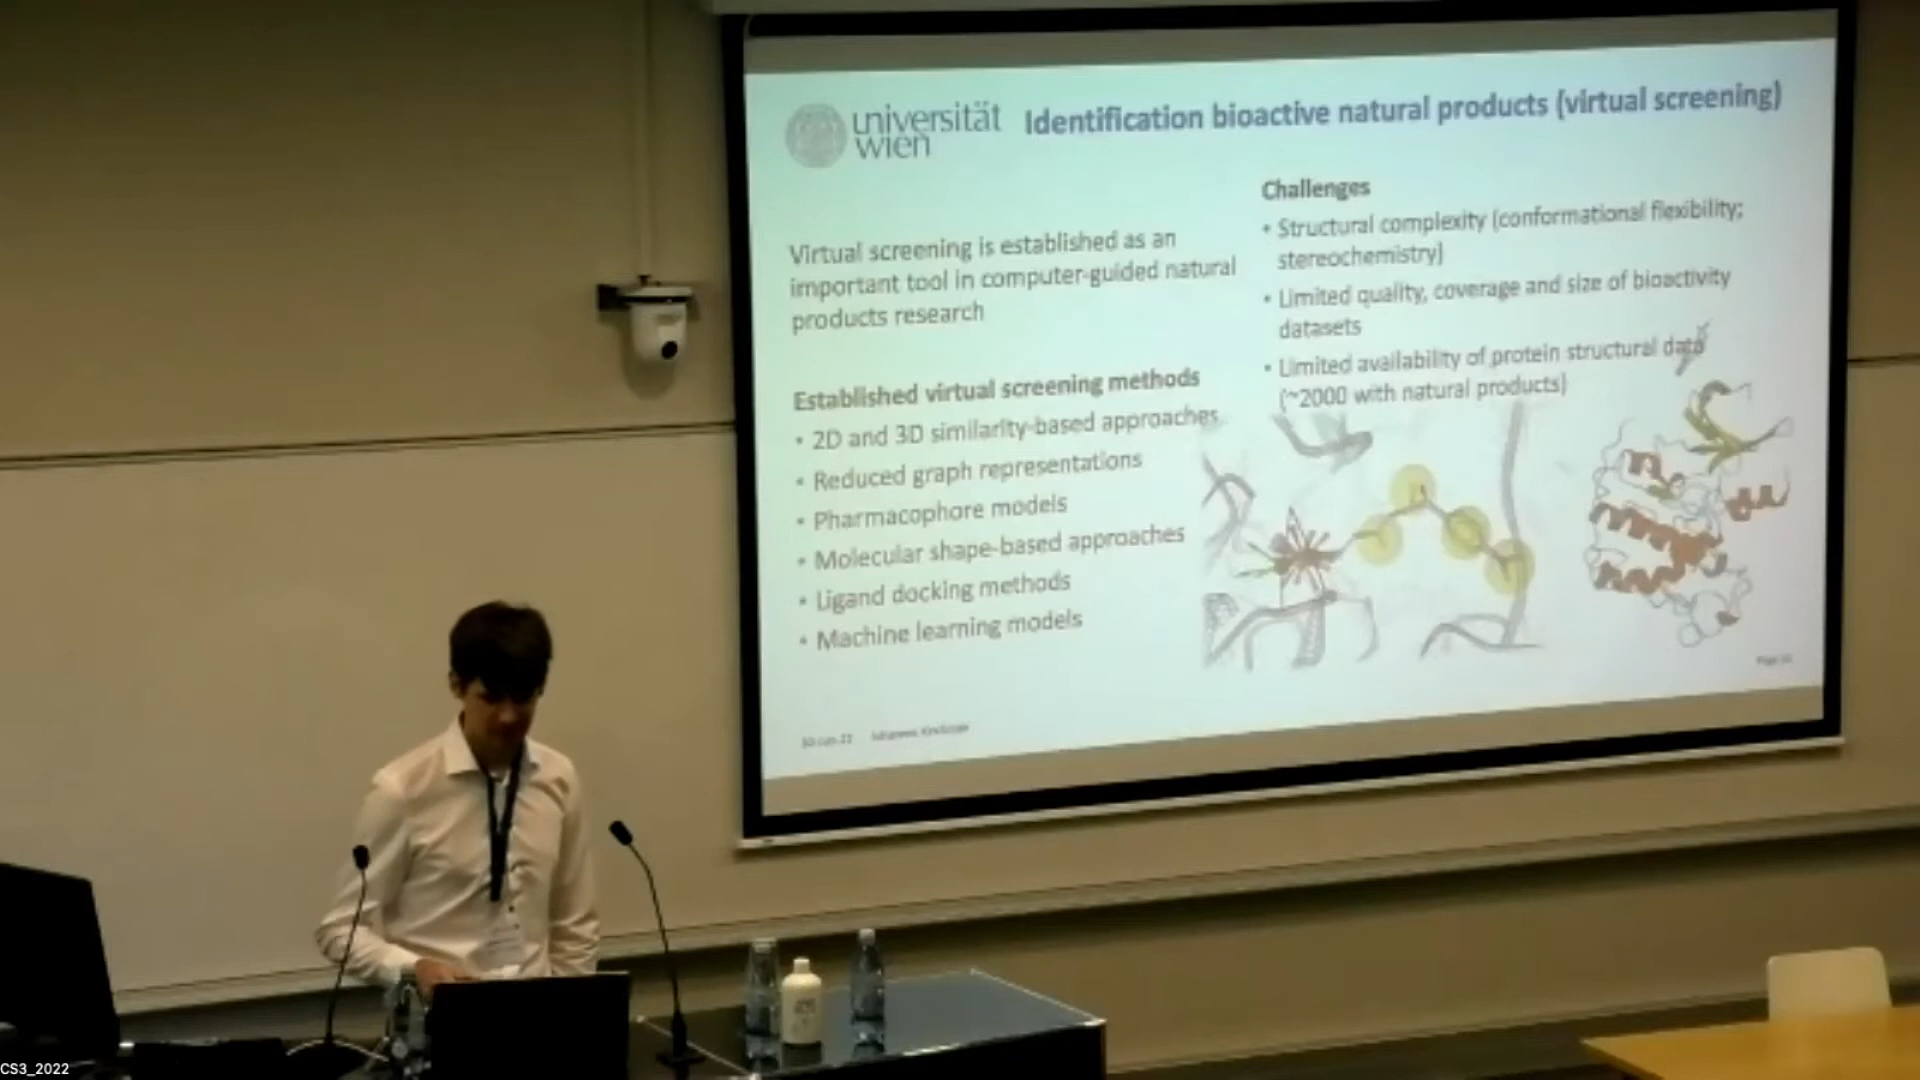 universität
wien
Identification bioactive natural products (virtual screening)
Virtual screening is established as an
important tool in computer-guided natural
products research
Established virtual screening methods
• 2D and 3D similarity-based approaches
• Reduced graph representations
• Pharmacophore models
• Molecular shape-based approaches
• Ligand docking methods
• Machine learning models
Challenges
• Structural complexity (conformational flexibility;
stereochemistry)
• Limited quality, coverage and size of bioactivity
datasets
• Limited availability of protein structural data
(~2000 with natural products)
Page
Johannes
CS3_2022